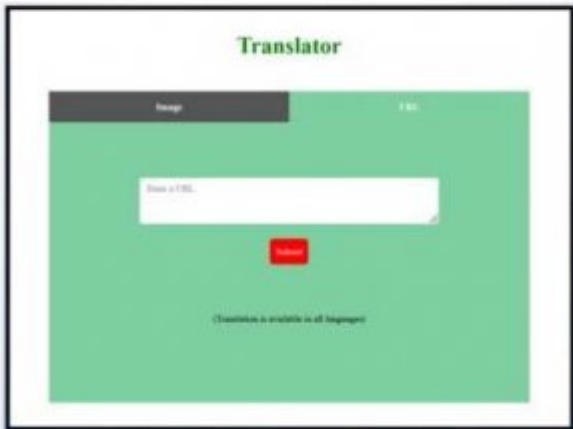 Translator
Image
URL
Enter a URL
Submit
(Translation is available in all languages)